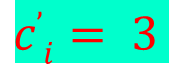 c'ᵢ = 3